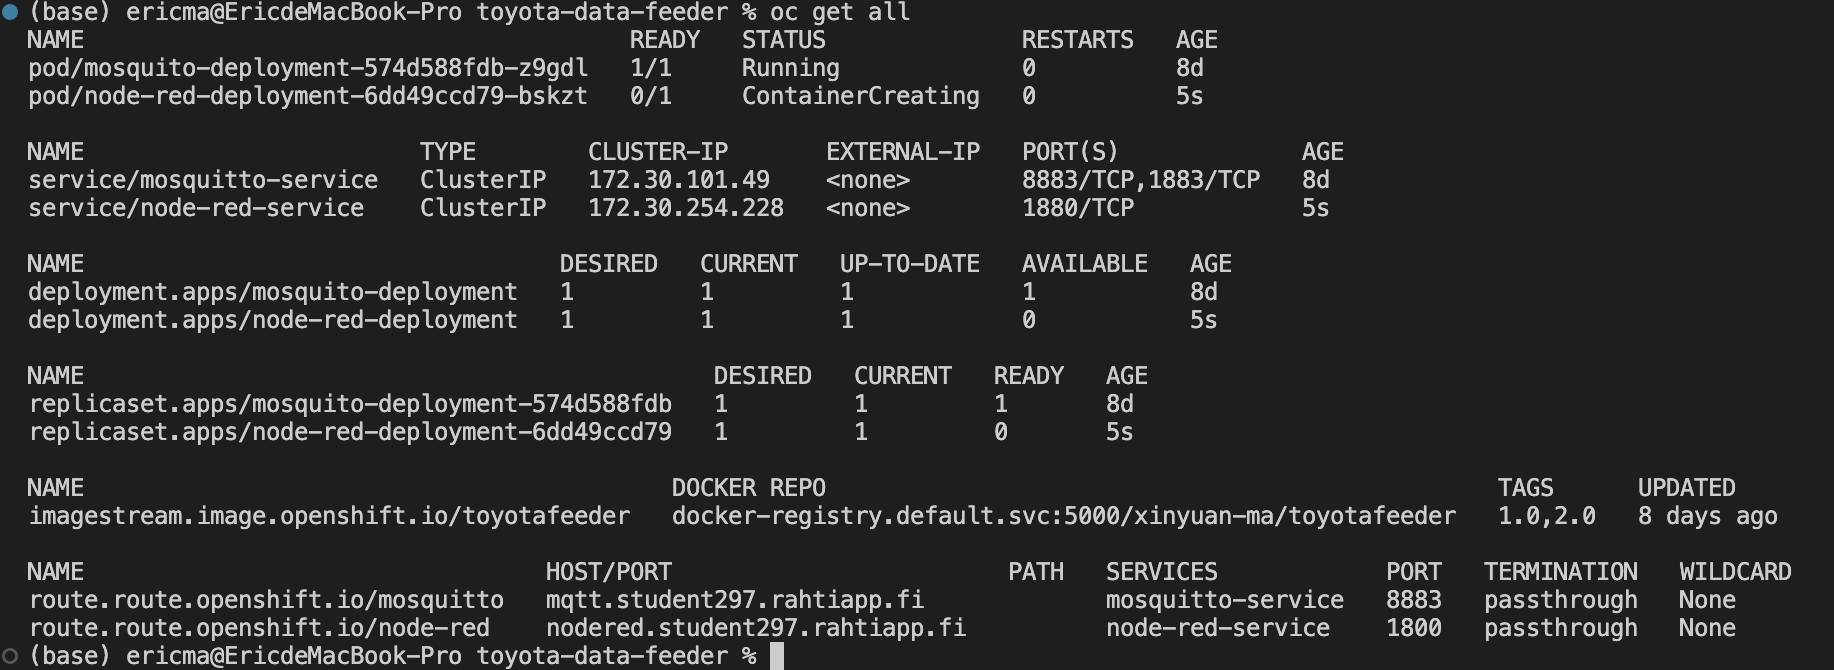 (base) ericma@EricdeMacBook-Pro toyota-data-feeder % oc get all
NAME READY STATUS RESTARTS AGE
pod/mosquito-deployment-574d588fdb-z9gdl 1/1 Running 0 8d
pod/node-red-deployment-6dd49ccd79-bskzt 0/1 ContainerCreating 0 5s
NAME TYPE CLUSTER-IP EXTERNAL-IP PORT(S) AGE
service/mosquitto-service ClusterIP 172.30.101.49 <none> 8883/TCP,1883/TCP 8d
service/node-red-service ClusterIP 172.30.254.228 <none> 1880/TCP 5s
NAME DESIRED CURRENT UP-TO-DATE AVAILABLE AGE
deployment.apps/mosquito-deployment 1 1 1 1 8d
deployment.apps/node-red-deployment 1 1 1 0 5s
NAME DESIRED CURRENT READY AGE
replicaset.apps/mosquito-deployment-574d588fdb 1 1 1 8d
replicaset.apps/node-red-deployment-6dd49ccd79 1 1 0 5s
NAME DOCKER REPO TAGS UPDATED
imagestream.image.openshift.io/toyotafeeder docker-registry.default.svc:5000/xinyuan-ma/toyotafeeder 1.0,2.0 8 days ago
NAME HOST/PORT PATH SERVICES PORT TERMINATION WILDCARD
route.route.openshift.io/mosquitto mqtt.student297.rahtiapp.fi mosquitto-service 8883 passthrough None
route.route.openshift.io/node-red nodered.student297.rahtiapp.fi node-red-service 1800 passthrough None
(base) ericma@EricdeMacBook-Pro toyota-data-feeder %